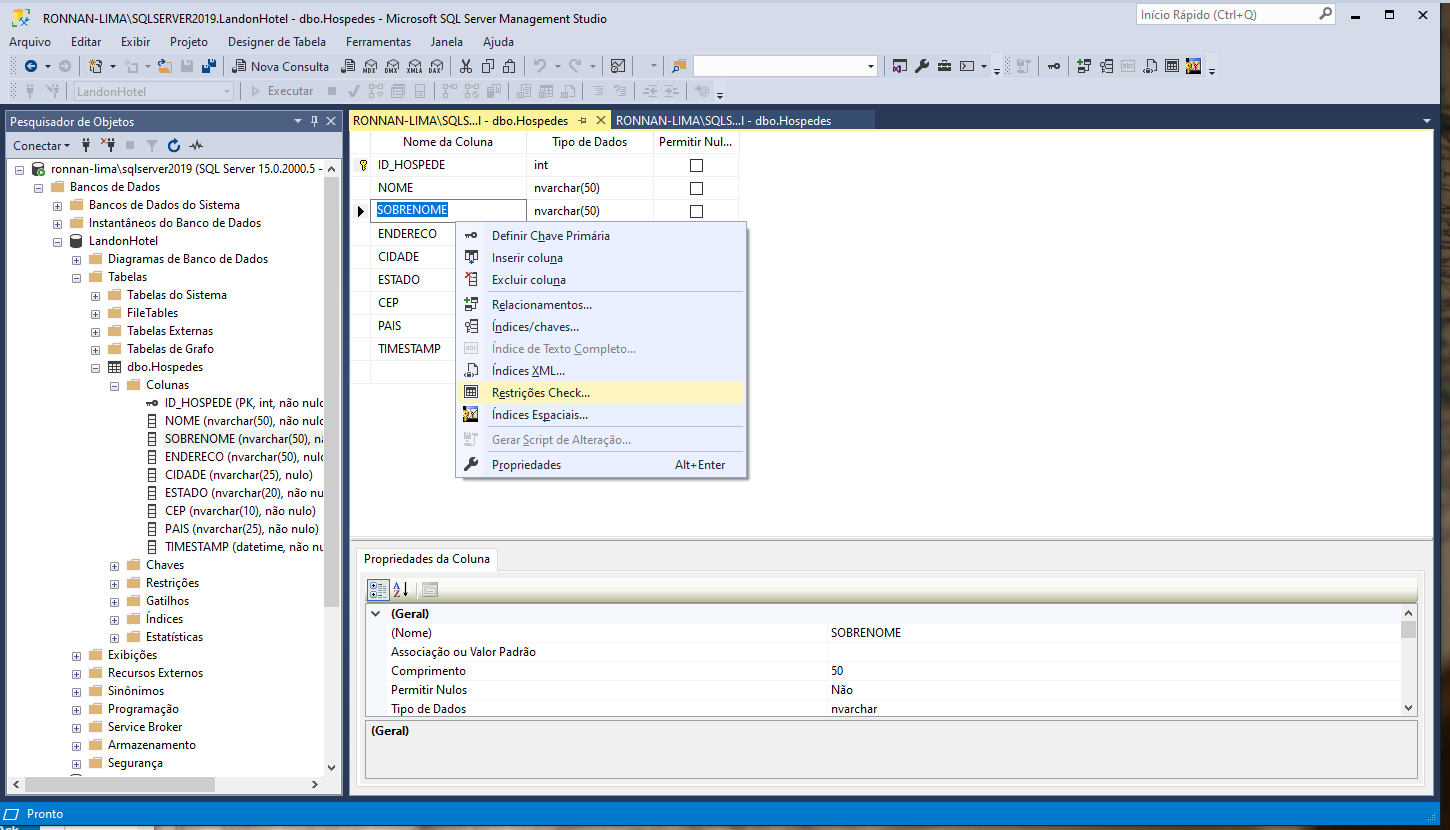 RONNAN-LIMA\SQLSERVER2019.LandonHotel - dbo.Hospedes - Microsoft SQL Server Management Studio
Início Rápido (Ctrl+Q)
Arquivo Editar Exibir Projeto Designer de Tabela Ferramentas Janela Ajuda
Nova Consulta MDX DMX XMLA DAX
LandonHotel Executar
Pesquisador de Objetos
Conectar
ronnan-lima\sqlserver2019 (SQL Server 15.0.2000.5 -
Bancos de Dados
Bancos de Dados do Sistema
Instantâneos do Banco de Dados
LandonHotel
Diagramas de Banco de Dados
Tabelas
Tabelas do Sistema
FileTables
Tabelas Externas
Tabelas de Grafo
dbo.Hospedes
Colunas
ID_HOSPEDE (PK, int, não nulo
NOME (nvarchar(50), não nulo
SOBRENOME (nvarchar(50), nã
ENDERECO (nvarchar(50), nulo
CIDADE (nvarchar(25), nulo)
ESTADO (nvarchar(20), não nu
CEP (nvarchar(10), não nulo)
PAIS (nvarchar(25), não nulo)
TIMESTAMP (datetime, não nu
Chaves
Restrições
Gatilhos
Índices
Estatísticas
Exibições
Recursos Externos
Sinônimos
Programação
Service Broker
Armazenamento
Segurança
RONNAN-LIMA\SQLS...l - dbo.Hospedes RONNAN-LIMA\SQLS...l - dbo.Hospedes
Nome da Coluna Tipo de Dados Permitir Nul...
ID_HOSPEDE int
NOME nvarchar(50)
SOBRENOME nvarchar(50)
ENDERECO
CIDADE
ESTADO
CEP
PAIS
TIMESTAMP
Definir Chave Primária
Inserir coluna
Excluir coluna
Relacionamentos...
Índices/chaves...
Índice de Texto Completo...
Índices XML...
Restrições Check...
Índices Espaciais...
Gerar Script de Alteração...
Propriedades Alt+Enter
Propriedades da Coluna
(Geral)
(Nome) SOBRENOME
Associação ou Valor Padrão
Comprimento 50
Permitir Nulos Não
Tipo de Dados nvarchar
(Geral)
Pronto